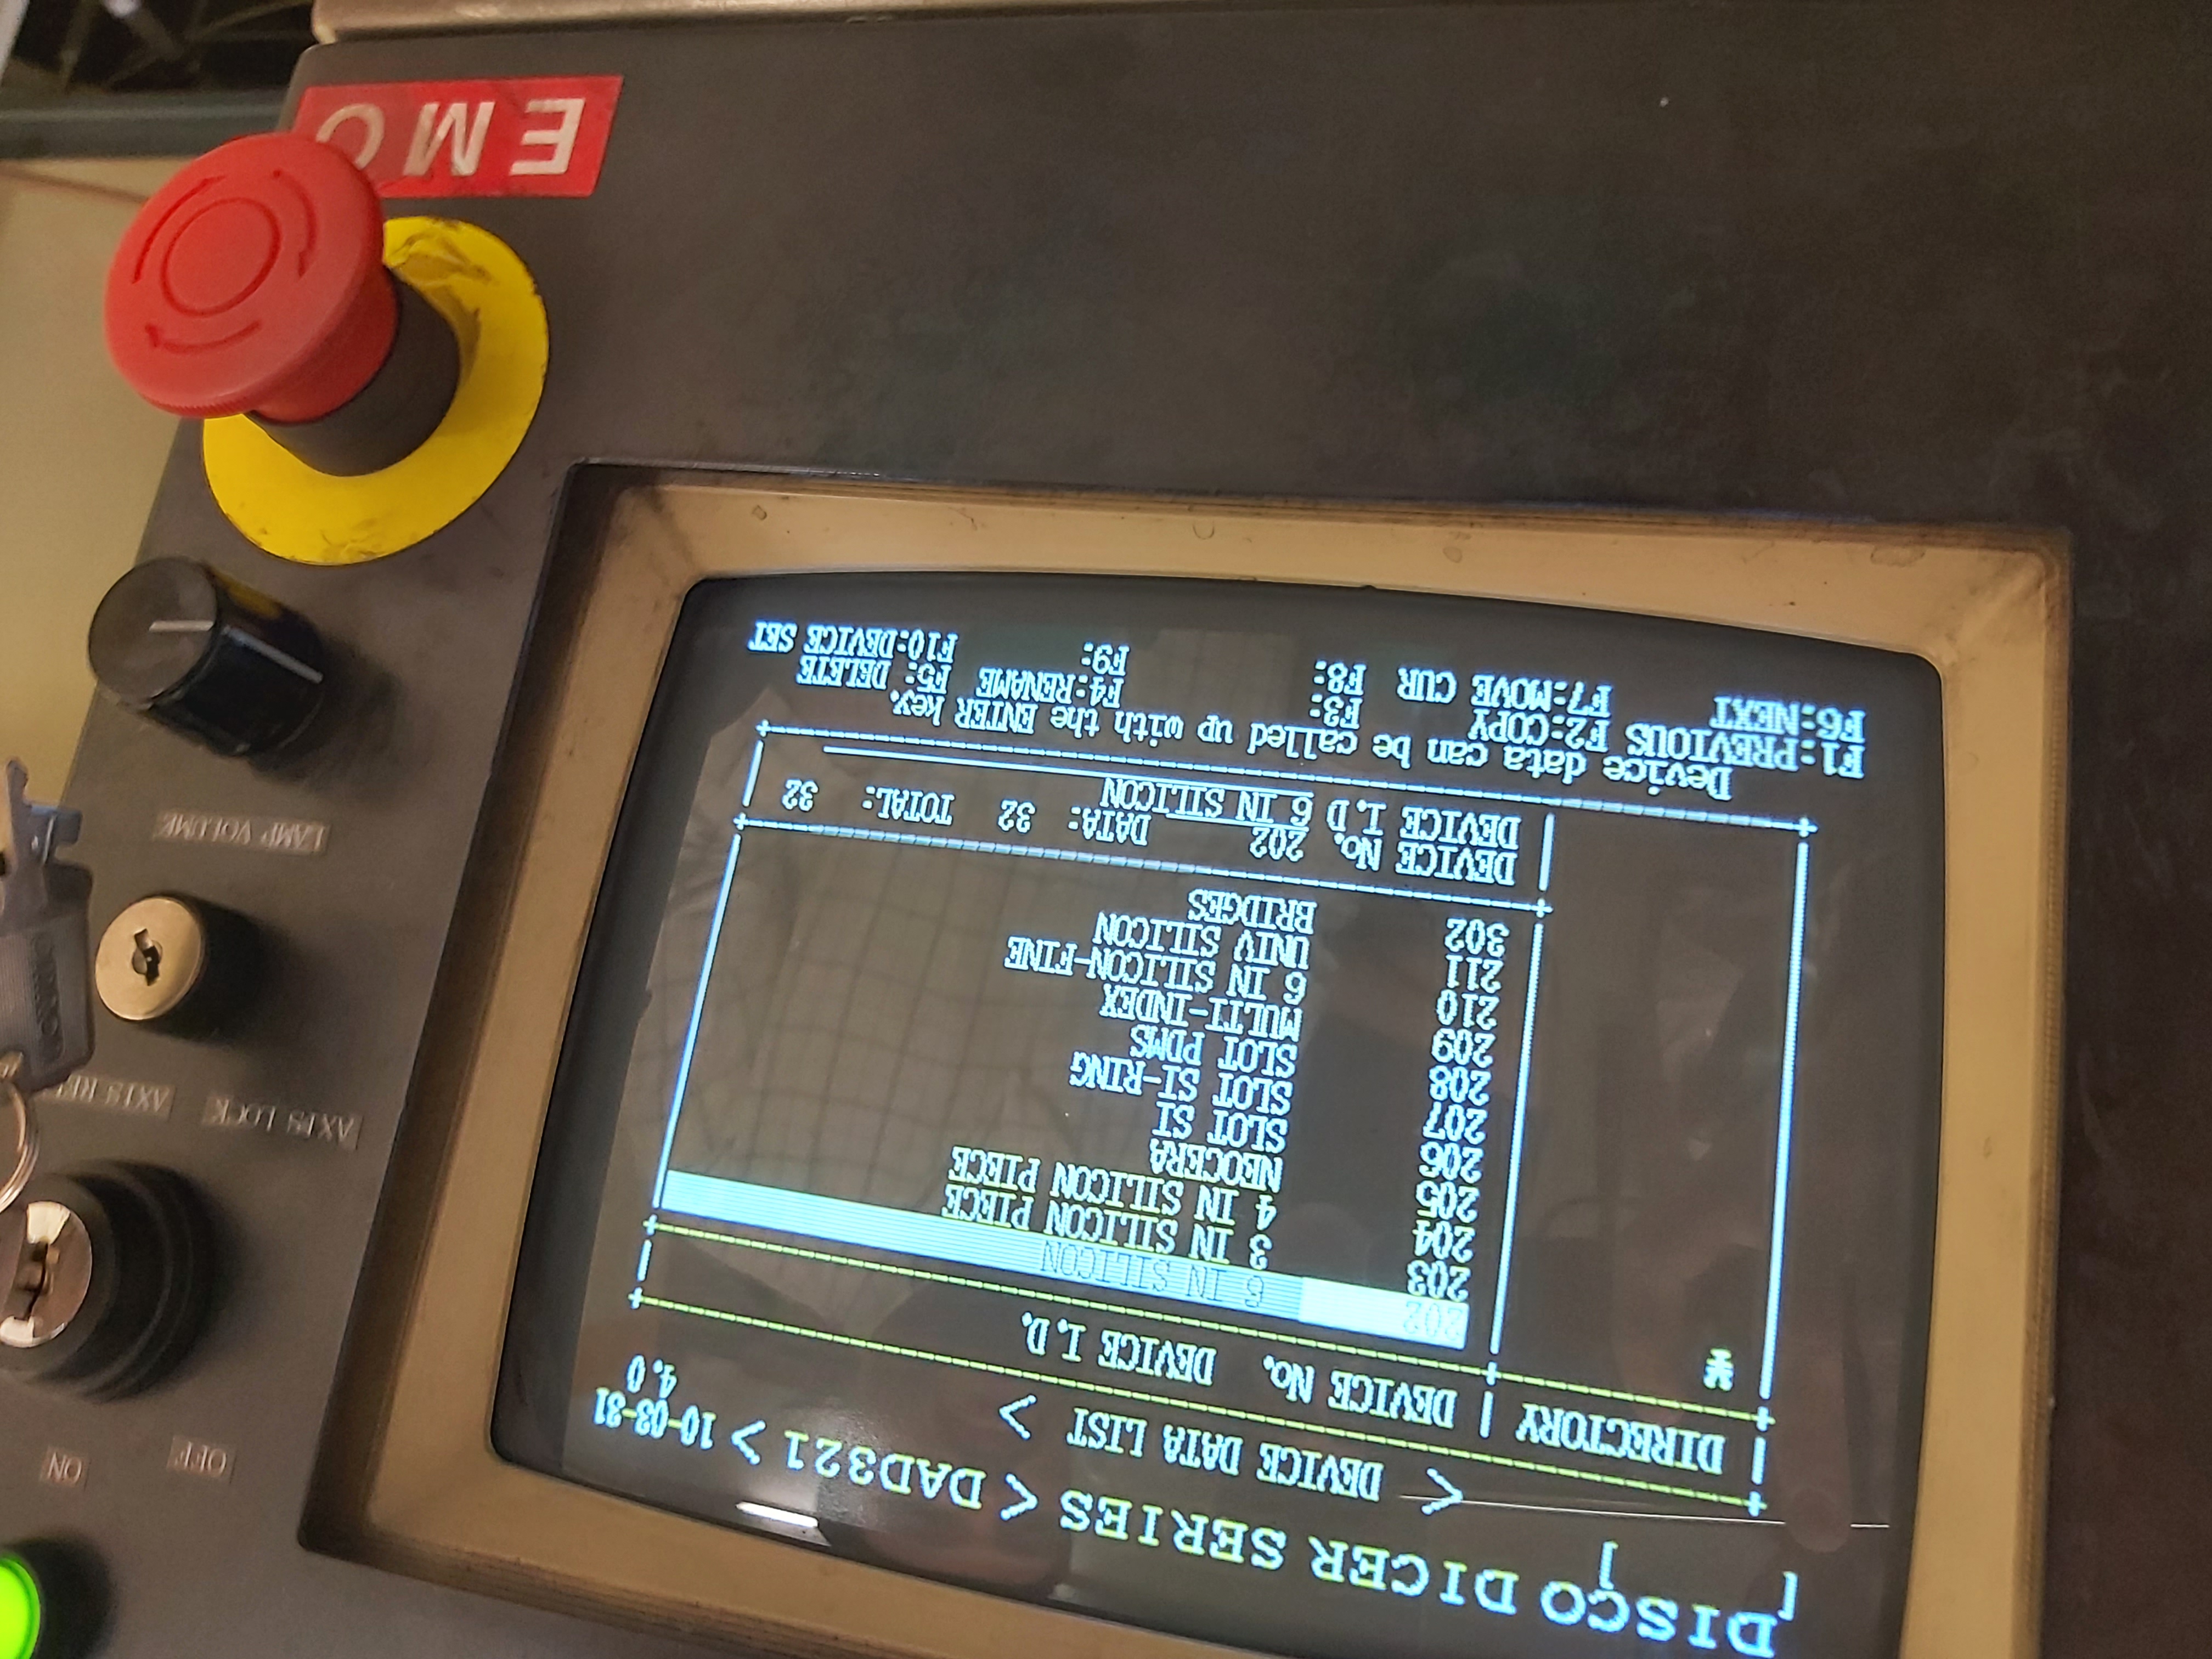 DISCO DICER SERIES < DAD321 > 10-03-31
[ ] < DEVICE DATA LIST > 4.0
DIRECTORY | DEVICE No. DEVICE I.D.
¥
202 6 IN SILICON
203 3 IN SILICON PIECE
204 4 IN SILICON PIECE
205 NEOCERA
206 SLOT SI
207 SLOT SI-RING
208 SLOT PDMS
209 MULTI-INDEX
210 6 IN SILICON-FINE
211 UNIV SILICON
302 BRIDGES
DEVICE No. 202 DATA: 32 TOTAL: 32
DEVICE I.D 6 IN SILICON
Device data can be called up with the ENTER key.
F1:PREVIOUS F2:COPY F3: F4:RENAME F5: DELETE
F6:NEXT F7:MOVE CUR F8: F9: F10:DEVICE SET
OFF ON
AXIS LOCK AXIS
LAMP VOLUME
EMO